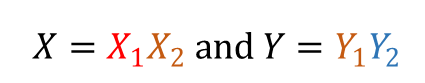 X = X₁X₂ and Y = Y₁Y₂